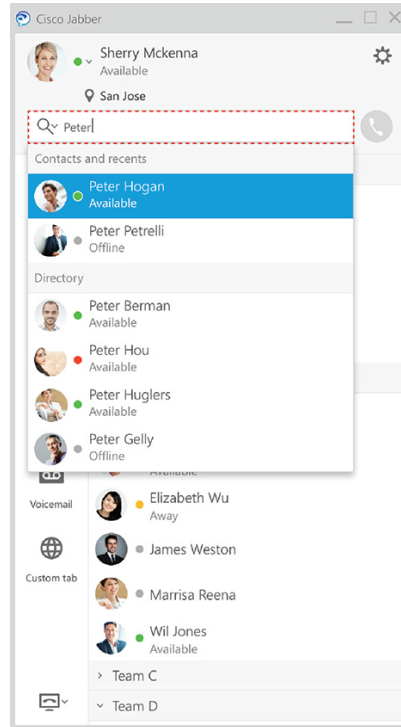 Cisco Jabber
Sherry Mckenna
Available
San Jose
Peter
Contacts and recents
Peter Hogan
Available
Peter Petrelli
Offline
Directory
Peter Berman
Available
Peter Hou
Available
Peter Huglers
Available
Peter Gelly
Offline
Available
Voicemail
Elizabeth Wu
Away
James Weston
Custom tab
Marrisa Reena
Wil Jones
Available
Team C
Team D